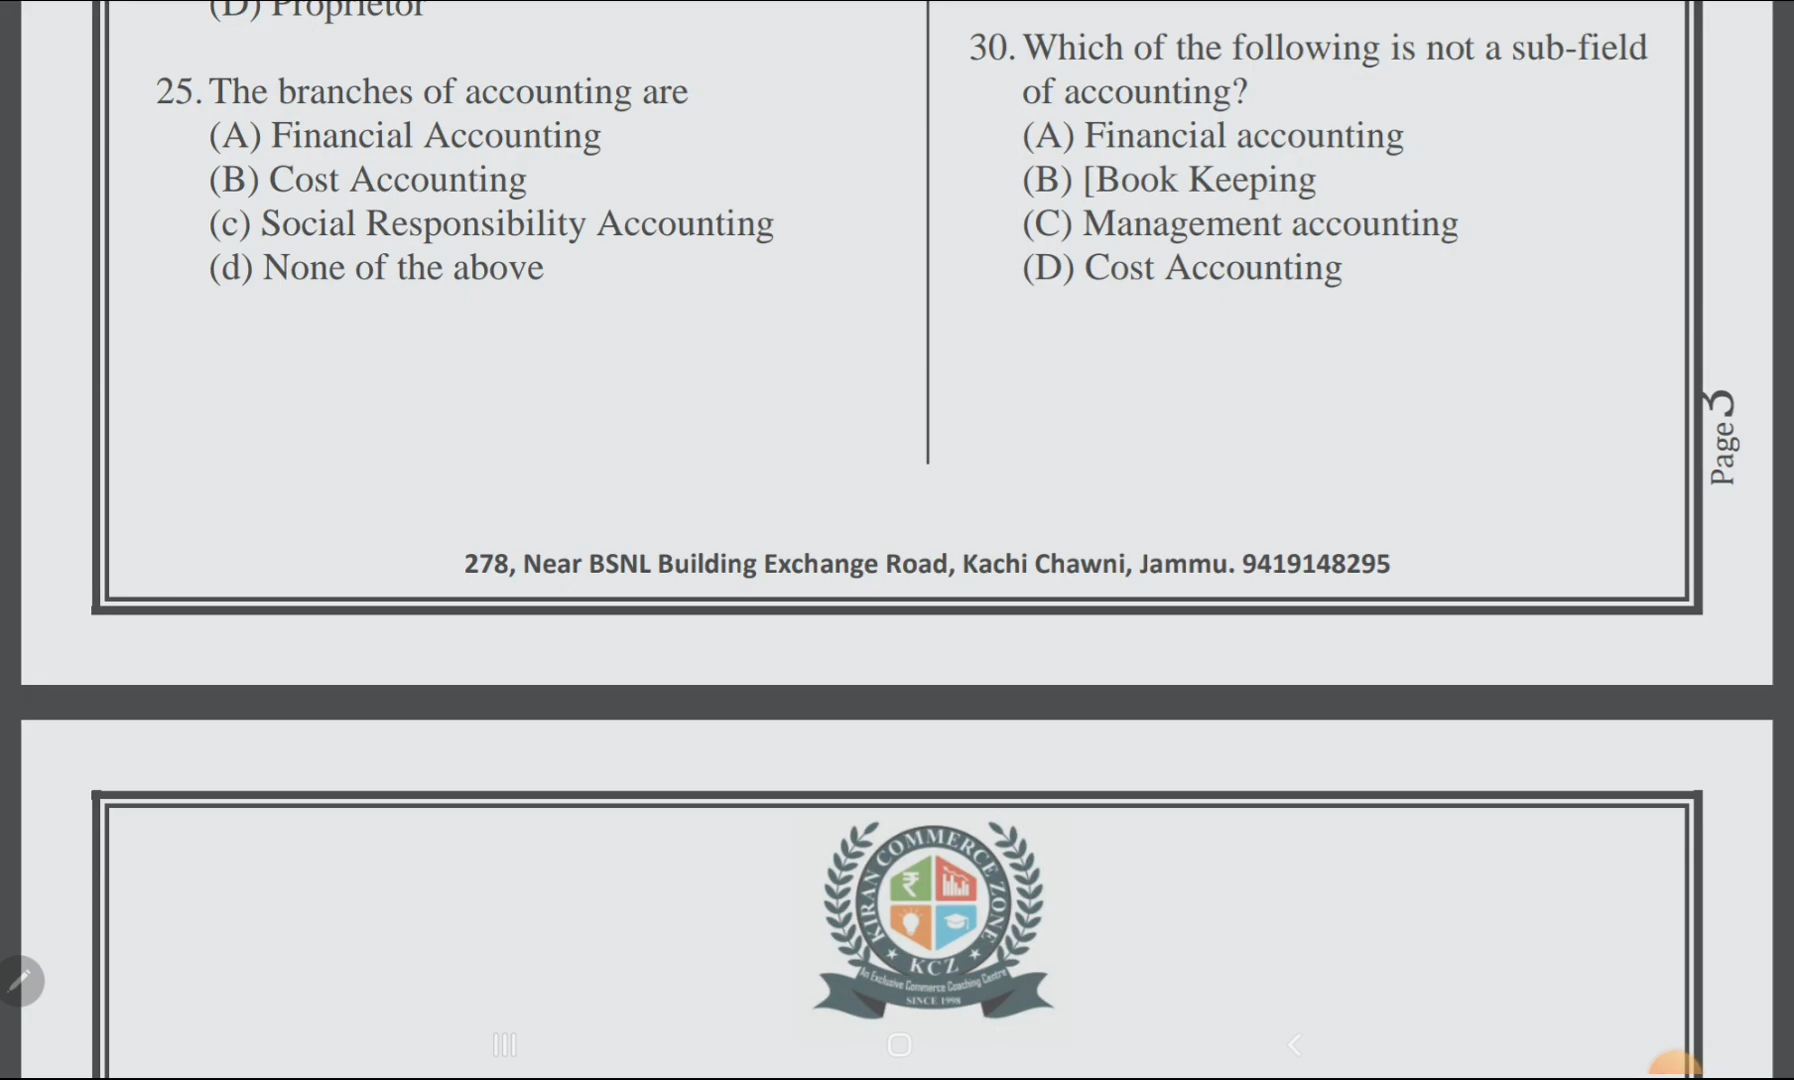 (D) Proprietor
25. The branches of accounting are
(A) Financial Accounting
(B) Cost Accounting
(c) Social Responsibility Accounting
(d) None of the above
30. Which of the following is not a sub-field
of accounting?
(A) Financial accounting
(B) [Book Keeping
(C) Management accounting
(D) Cost Accounting
Page 3
278, Near BSNL Building Exchange Road, Kachi Chawni, Jammu. 9419148295
KIRAN COMMERCE ZONE
₹
KCZ
An Exclusive Commerce Coaching Centre
SINCE 1998